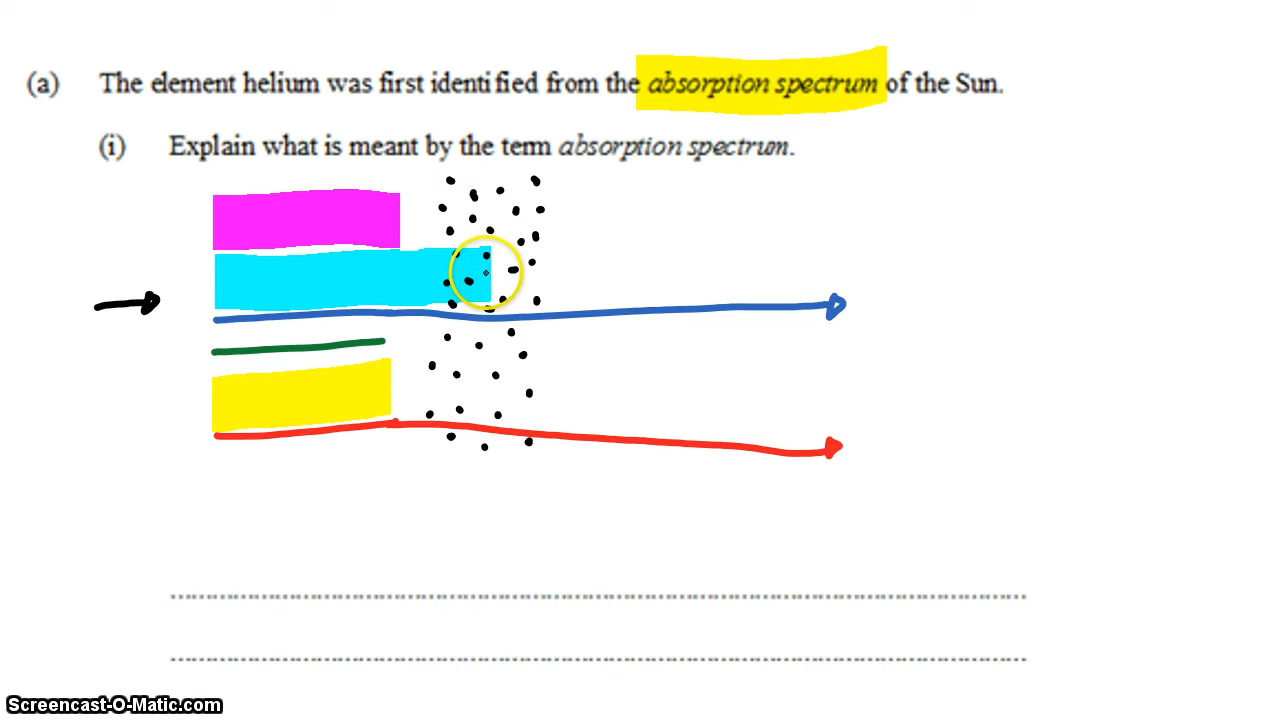 (a) The element helium was first identified from the absorption spectrum of the Sun.
(i) Explain what is meant by the term absorption spectrum.
Screencast-O-Matic.com